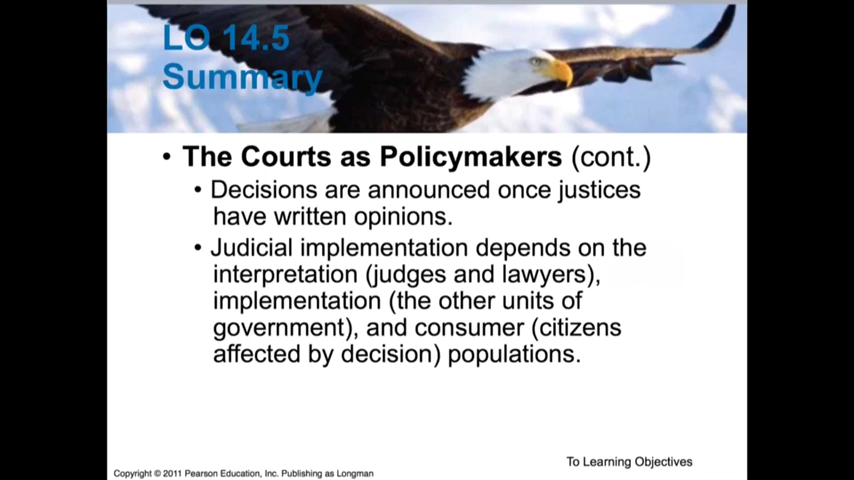 LO 14.5
Summary
• The Courts as Policymakers (cont.)
• Decisions are announced once justices
have written opinions.
• Judicial implementation depends on the
interpretation (judges and lawyers),
implementation (the other units of
government), and consumer (citizens
affected by decision) populations.
To Learning Objectives
Copyright © 2011 Pearson Education, Inc. Publishing as Longman